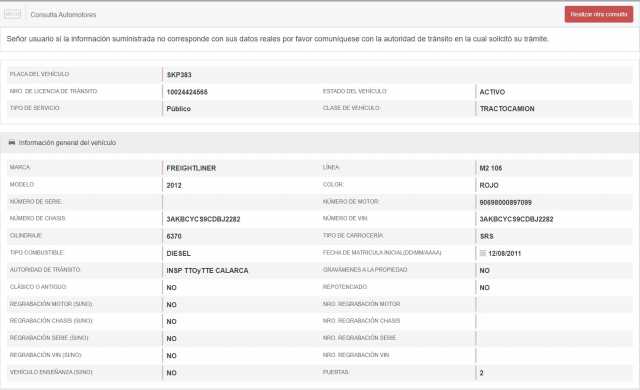 Consulta Automotores
Realizar otra consulta
Señor usuario si la información suministrada no corresponde con sus datos reales por favor comuníquese con la autoridad de tránsito en la cual solicitó su trámite.
PLACA DEL VEHÍCULO: SKP383
NRO. DE LICENCIA DE TRÁNSITO: 10024424565 ESTADO DEL VEHÍCULO: ACTIVO
TIPO DE SERVICIO: Público CLASE DE VEHÍCULO: TRACTOCAMION
Información general del vehículo
MARCA: FREIGHTLINER LÍNEA: M2 106
MODELO: 2012 COLOR: ROJO
NÚMERO DE SERIE: NÚMERO DE MOTOR: 90698000897099
NÚMERO DE CHASIS: 3AKBCYCS9CDBJ2282 NÚMERO DE VIN: 3AKBCYCS9CDBJ2282
CILINDRAJE: 6370 TIPO DE CARROCERÍA: SRS
TIPO COMBUSTIBLE: DIESEL FECHA DE MATRICULA INICIAL(DD/MM/AAAA): 12/08/2011
AUTORIDAD DE TRÁNSITO: INSP TTOyTTE CALARCA GRAVÁMENES A LA PROPIEDAD: NO
CLÁSICO O ANTIGUO: NO REPOTENCIADO: NO
REGRABACIÓN MOTOR (SI/NO): NO NRO. REGRABACIÓN MOTOR
REGRABACIÓN CHASIS (SI/NO): NO NRO. REGRABACIÓN CHASIS
REGRABACIÓN SERIE (SI/NO): NO NRO. REGRABACIÓN SERIE
REGRABACIÓN VIN (SI/NO): NO NRO. REGRABACIÓN VIN
VEHÍCULO ENSEÑANZA (SI/NO): NO PUERTAS: 2